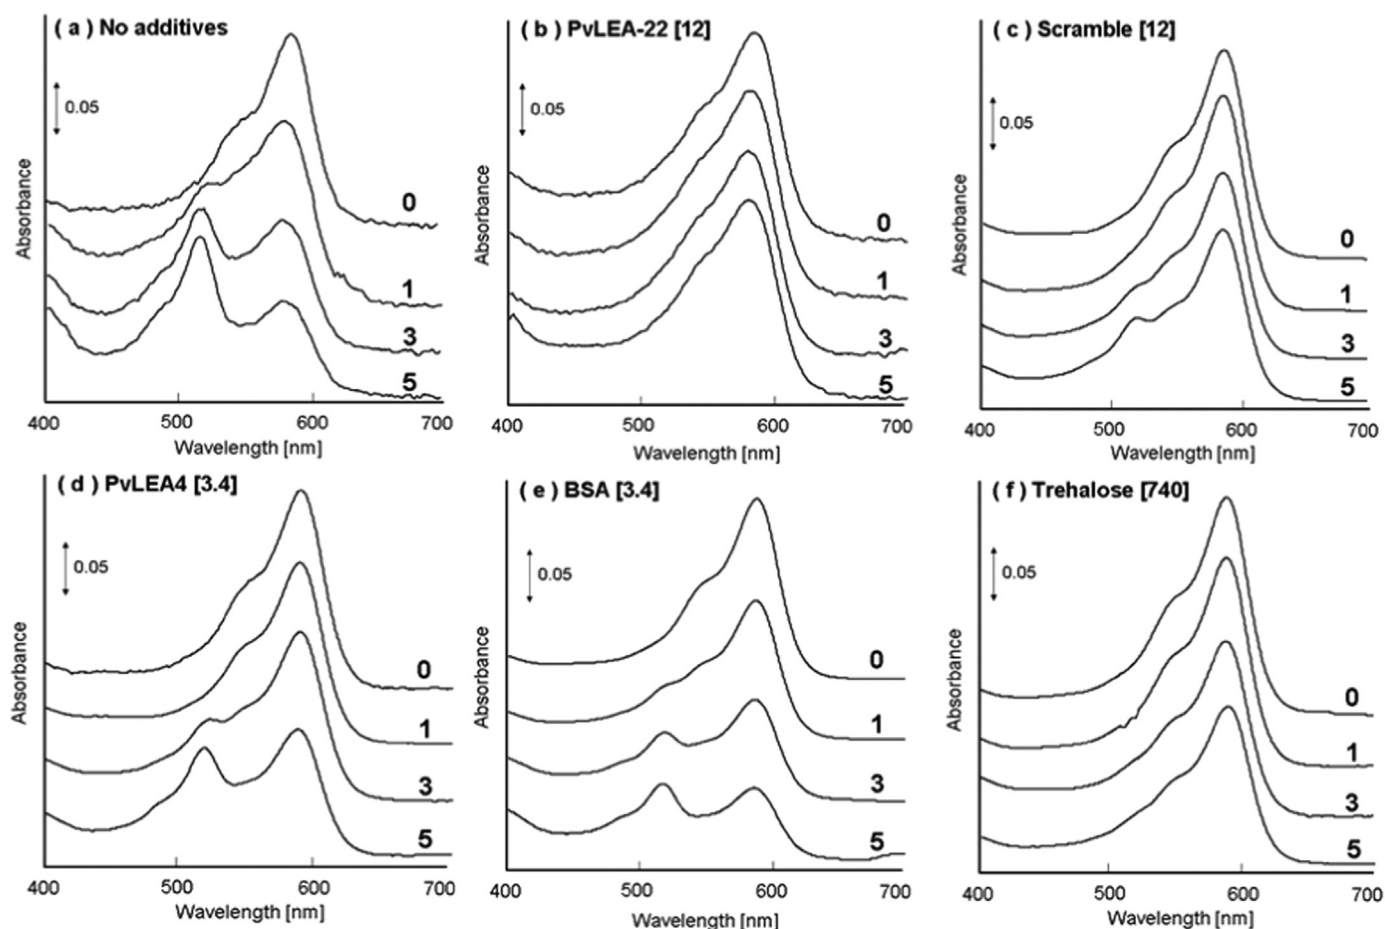 ( a ) No additives
0.05
Absorbance
0
1
3
5
400 500 600 700
Wavelength [nm]
( b ) PvLEA-22 [12]
0.05
Absorbance
0
1
3
5
400 500 600 700
Wavelength [nm]
( c ) Scramble [12]
0.05
Absorbance
0
1
3
5
400 500 600 700
Wavelength [nm]
( d ) PvLEA4 [3.4]
0.05
Absorbance
0
1
3
5
400 500 600 700
Wavelength [nm]
( e ) BSA [3.4]
0.05
Absorbance
0
1
3
5
400 500 600 700
Wavelength [nm]
( f ) Trehalose [740]
0.05
Absorbance
0
1
3
5
400 500 600 700
Wavelength [nm]